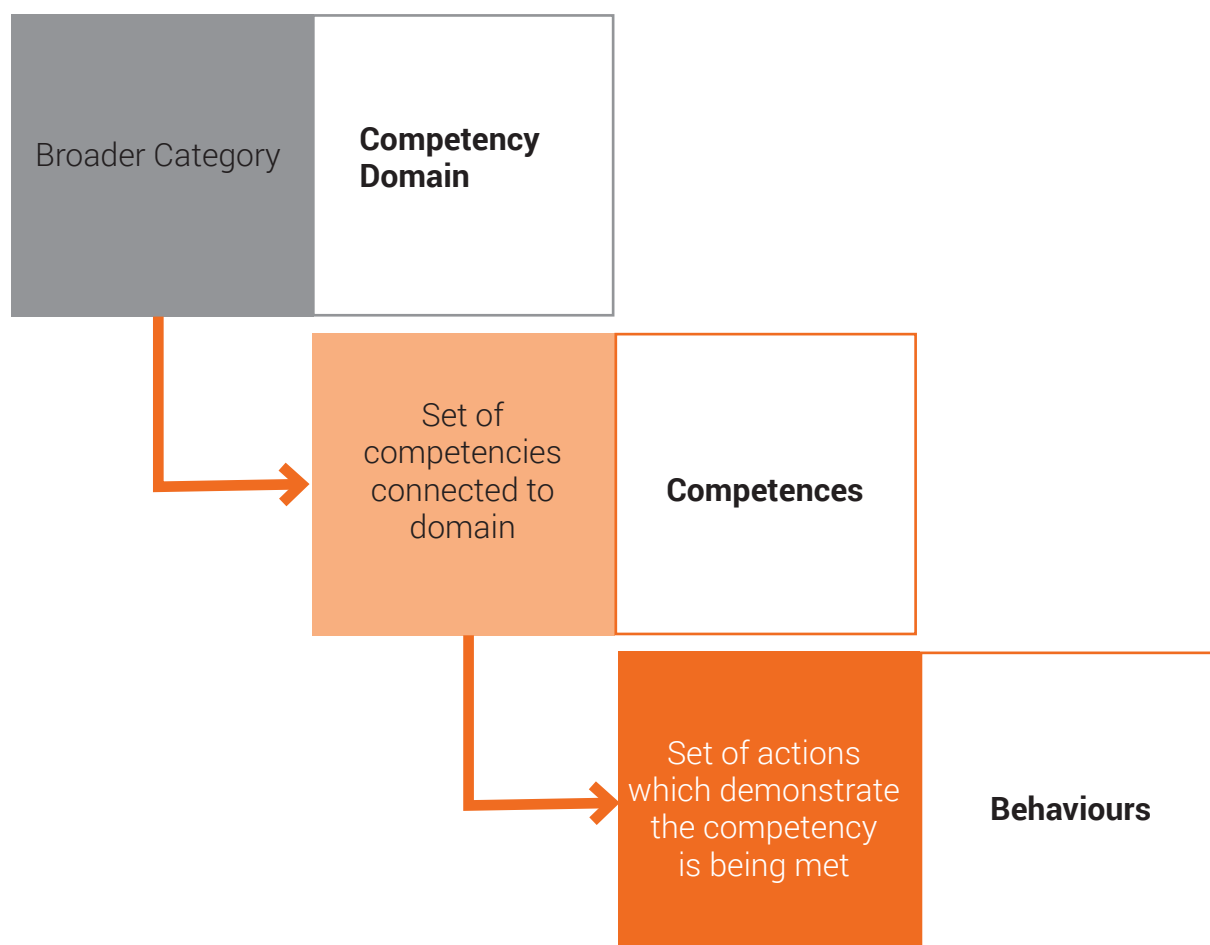 Broader Category
Competency
Domain
Set of
competencies
connected to
domain
Competences
Set of actions
which demonstrate
the competency
is being met
Behaviours